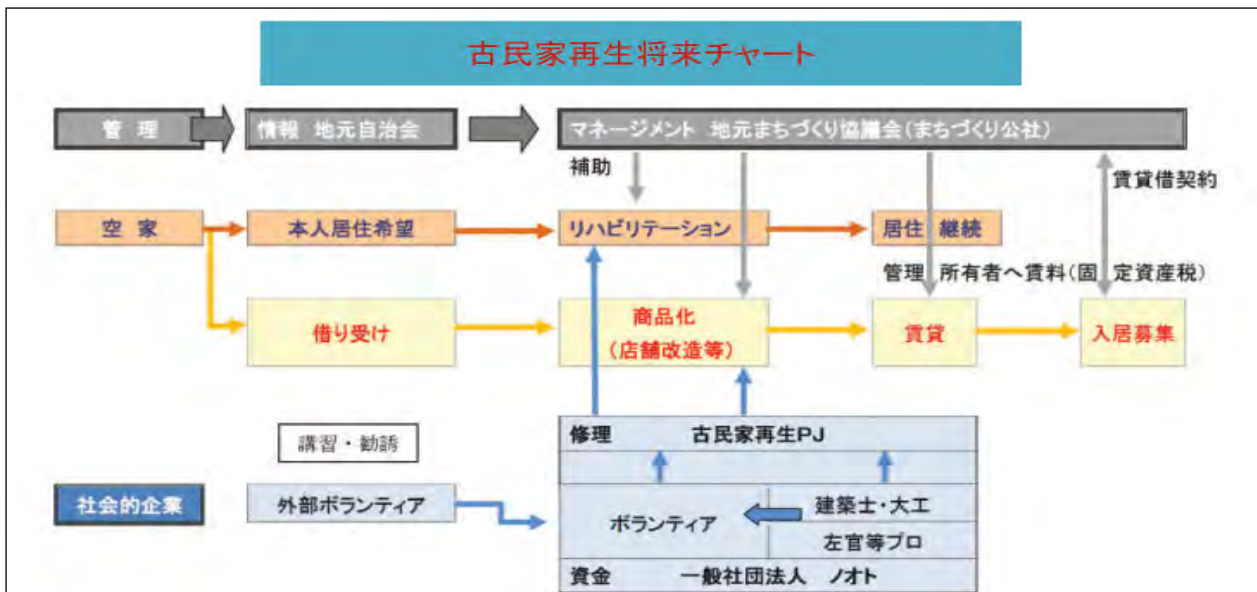 古民家再生将来チャート
管 理
情報 地元自治会
マネージメント 地元まちづくり協議会(まちづくり公社)
補助
賃貸借契約
空 家
本人居住希望
リハビリテーション
居住 継続
管理 所有者へ賃料(固 定資産税)
借り受け
商品化
(店舗改造等)
賃貸
入居募集
修理 古民家再生PJ
講習・勧誘
社会的企業
外部ボランティア
ボランティア
建築士・大工
左官等プロ
資金 一般社団法人 ノオト